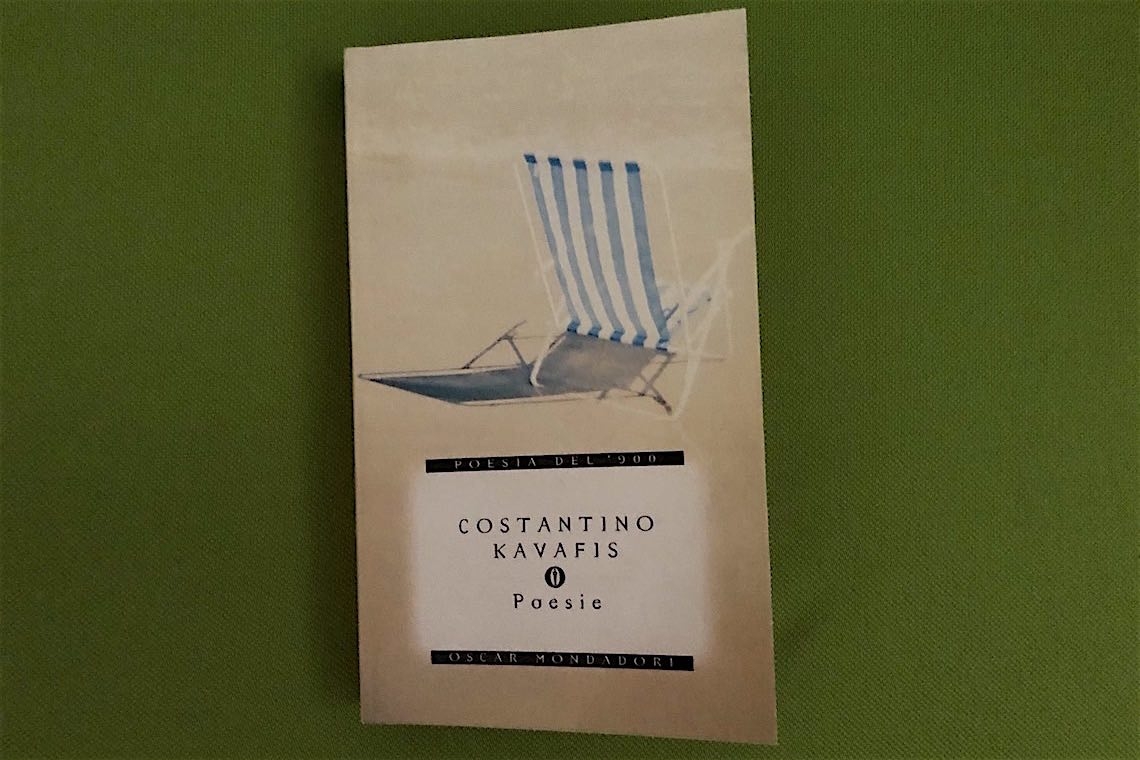 POESIA DEL '900
COSTANTINO
KAVAFIS
Poesie
OSCAR MONDADORI